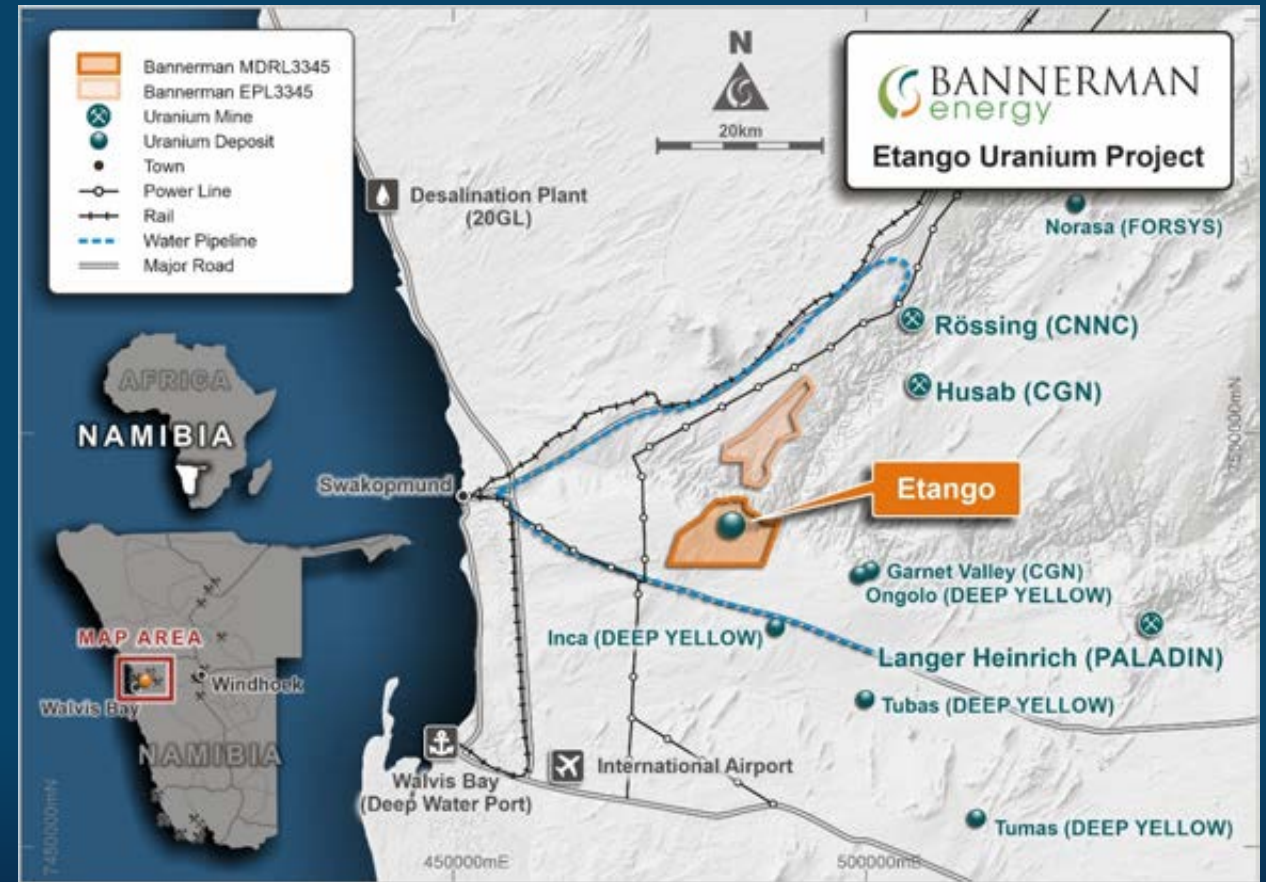 Bannerman MDRL3345
Bannerman EPL3345
Uranium Mine
Uranium Deposit
Town
Power Line
Rail
Water Pipeline
Major Road
N
20km
BANNERMAN
energy
Etango Uranium Project
Desalination Plant
(20GL)
Norasa (FORSYS)
Rössing (CNNC)
Husab (CGN)
AFRICA
NAMIBIA
Swakopmund
Etango
Garnet Valley (CGN)
Ongolo (DEEP YELLOW)
Inca (DEEP YELLOW)
Langer Heinrich (PALADIN)
Tubas (DEEP YELLOW)
MAP AREA
Windhoek
Walvis Bay
NAMIBIA
Walvis Bay
(Deep Water Port)
International Airport
Tumas (DEEP YELLOW)
7450000mN
450000mE
500000mE